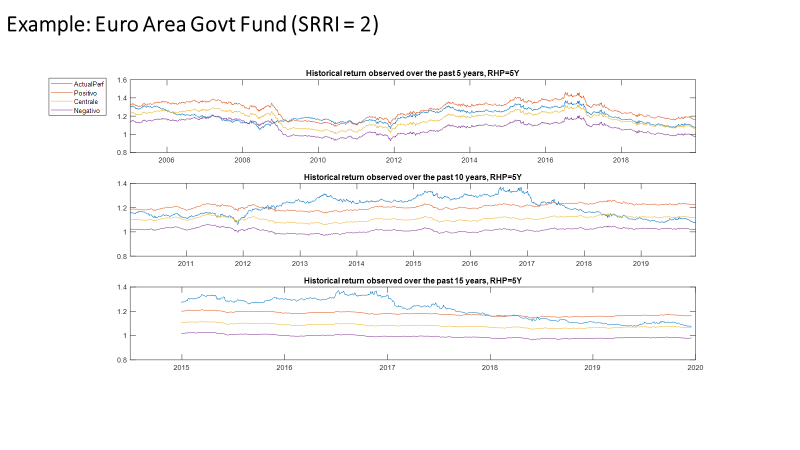 Example: Euro Area Govt Fund (SRRI = 2)
Historical return observed over the past 5 years, RHP=5Y
ActualPerf
Positivo
Centrale
Negativo
1.6
1.4
1.2
1
0.8
2006 2008 2010 2012 2014 2016 2018
Historical return observed over the past 10 years, RHP=5Y
1.4
1.2
1
0.8
2011 2012 2013 2014 2015 2016 2017 2018 2019
Historical return observed over the past 15 years, RHP=5Y
1.4
1.2
1
0.8
2015 2016 2017 2018 2019 2020